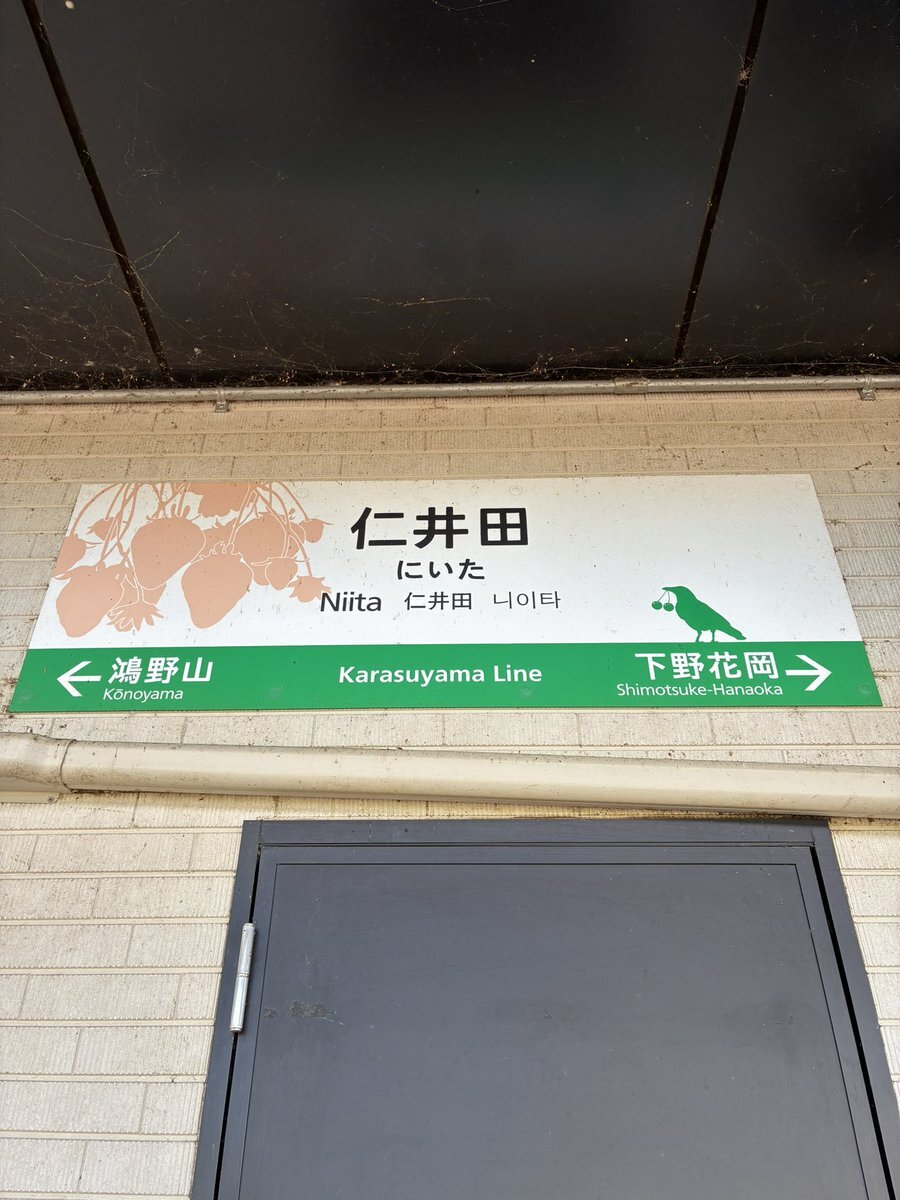 仁井田
にいた
Niita 仁井田 니이타
← 鴻野山 Karasuyama Line 下野花岡 →
Kōnoyama Shimotsuke-Hanaoka